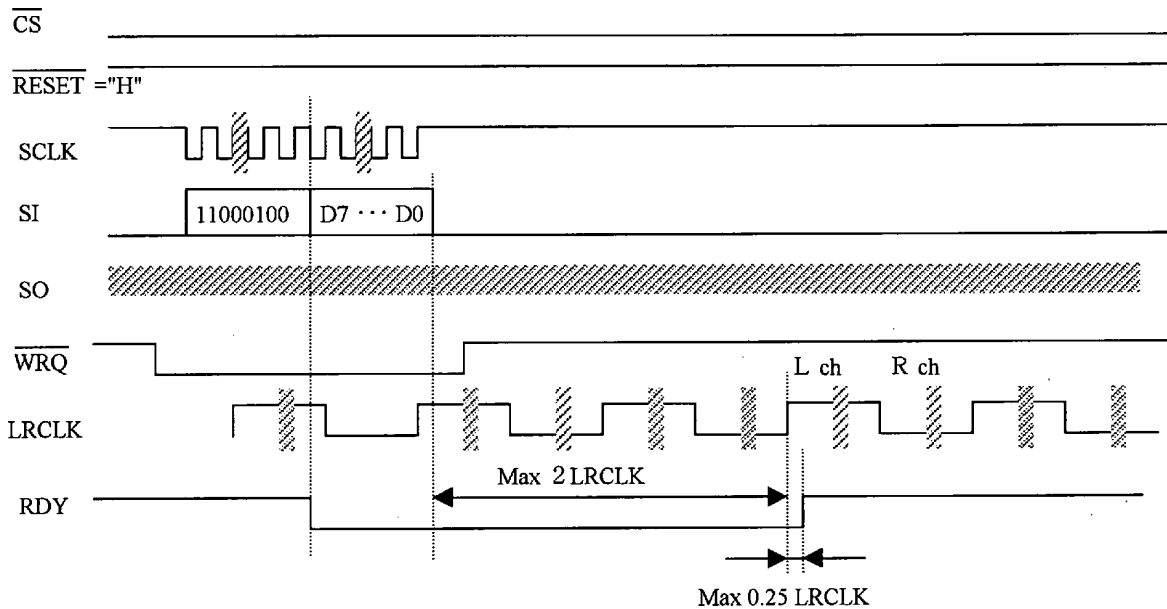 CS
RESET ="H"
SCLK
SI
11000100
D7 ··· D0
SO
WRQ
L ch
R ch
LRCLK
Max 2 LRCLK
RDY
Max 0.25 LRCLK